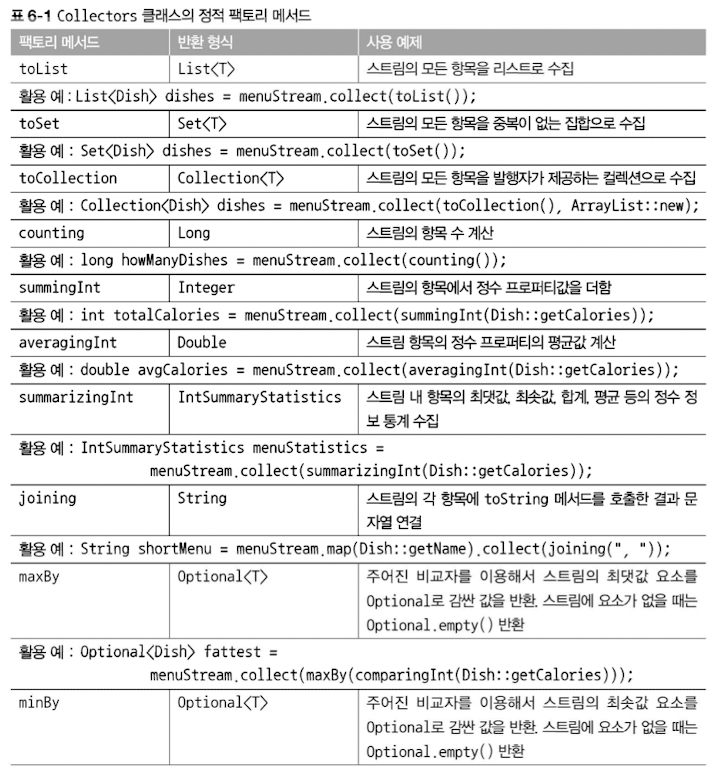 표 6-1 Collectors 클래스의 정적 팩토리 메서드
팩토리 메서드 반환 형식 사용 예제
toList List<T> 스트림의 모든 항목을 리스트로 수집
활용 예 : List<Dish> dishes = menuStream.collect(toList());
toSet Set<T> 스트림의 모든 항목을 중복이 없는 집합으로 수집
활용 예 : Set<Dish> dishes = menuStream.collect(toSet());
toCollection Collection<T> 스트림의 모든 항목을 발행자가 제공하는 컬렉션으로 수집
활용 예 : Collection<Dish> dishes = menuStream.collect(toCollection(), ArrayList::new);
counting Long 스트림의 항목 수 계산
활용 예 : long howManyDishes = menuStream.collect(counting());
summingInt Integer 스트림의 항목에서 정수 프로퍼티값을 더함
활용 예 : int totalCalories = menuStream.collect(summingInt(Dish::getCalories));
averagingInt Double 스트림 항목의 정수 프로퍼티의 평균값 계산
활용 예 : double avgCalories = menuStream.collect(averagingInt(Dish::getCalories));
summarizingInt IntSummaryStatistics 스트림 내 항목의 최댓값, 최솟값, 합계, 평균 등의 정수 정
보 통계 수집
활용 예 : IntSummaryStatistics menuStatistics =
menuStream.collect(summarizingInt(Dish::getCalories));
joining String 스트림의 각 항목에 toString 메서드를 호출한 결과 문
자열 연결
활용 예 : String shortMenu = menuStream.map(Dish::getName).collect(joining(", "));
maxBy Optional<T> 주어진 비교자를 이용해서 스트림의 최댓값 요소를
Optional로 감싼 값을 반환. 스트림에 요소가 없을 때는
Optional.empty() 반환
활용 예 : Optional<Dish> fattest =
menuStream.collect(maxBy(comparingInt(Dish::getCalories)));
minBy Optional<T> 주어진 비교자를 이용해서 스트림의 최솟값 요소를
Optional로 감싼 값을 반환. 스트림에 요소가 없을 때는
Optional.empty() 반환